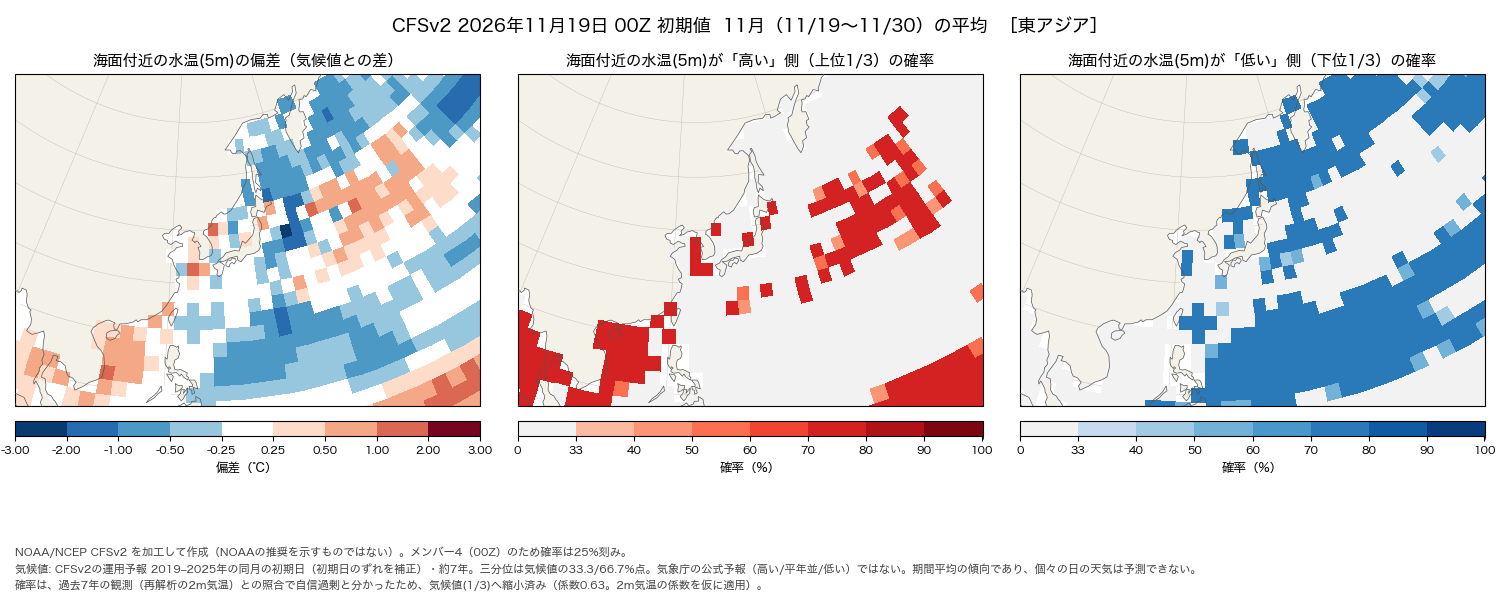 CFSv2 2026年11月19日 00Z 初期値  11月（11/19～11/30）の平均  ［東アジア］
海面付近の水温(5m)の偏差（気候値との差）
海面付近の水温(5m)が「高い」側（上位1/3）の確率
海面付近の水温(5m)が「低い」側（下位1/3）の確率
-3.00 -2.00 -1.00 -0.50 -0.25 0.25 0.50 1.00 2.00 3.00
偏差（℃）
0 33 40 50 60 70 80 90 100
確率（%）
0 33 40 50 60 70 80 90 100
確率（%）
NOAA/NCEP CFSv2 を加工して作成（NOAAの推奨を示すものではない）。メンバー4（00Z）のため確率は25%刻み。
気候値: CFSv2の運用予報 2019–2025年の同月の初期日（初期日のずれを補正）・約7年。三分位は気候値の33.3/66.7%点。気象庁の公式予報（高い/平年並/低い）ではない。期間平均の傾向であり、個々の日の天気は予測できない。
確率は、過去7年の観測（再解析の2m気温）との照合で自信過剰と分かったため、気候値(1/3)へ縮小済み（係数0.63。2m気温の係数を仮に適用）。